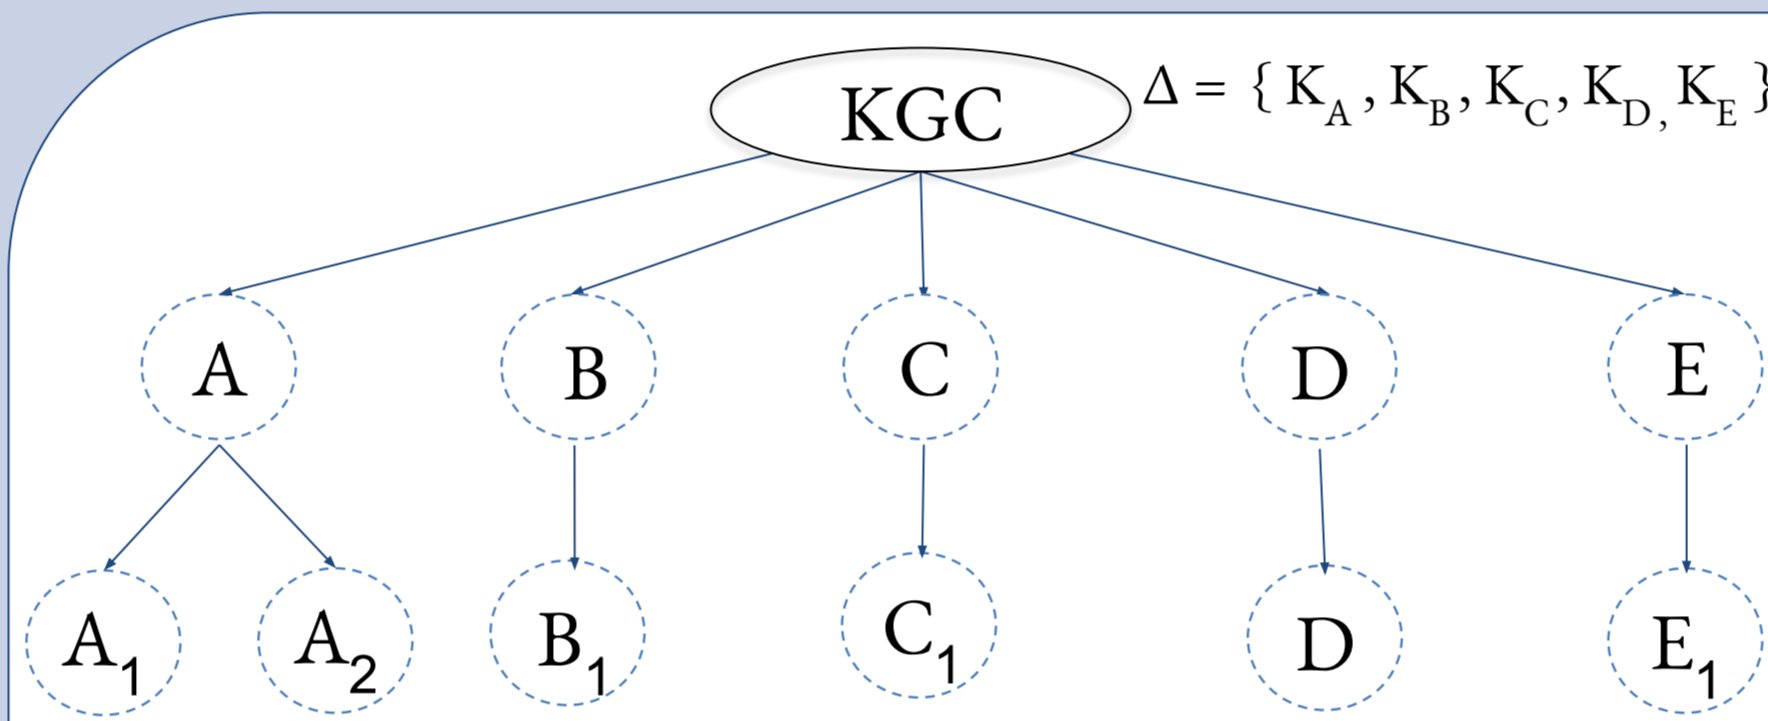 KGC
Δ = { K_A , K_B, K_C, K_D, K_E }
A B C D E
A_1 A_2 B_1 C_1 D E_1